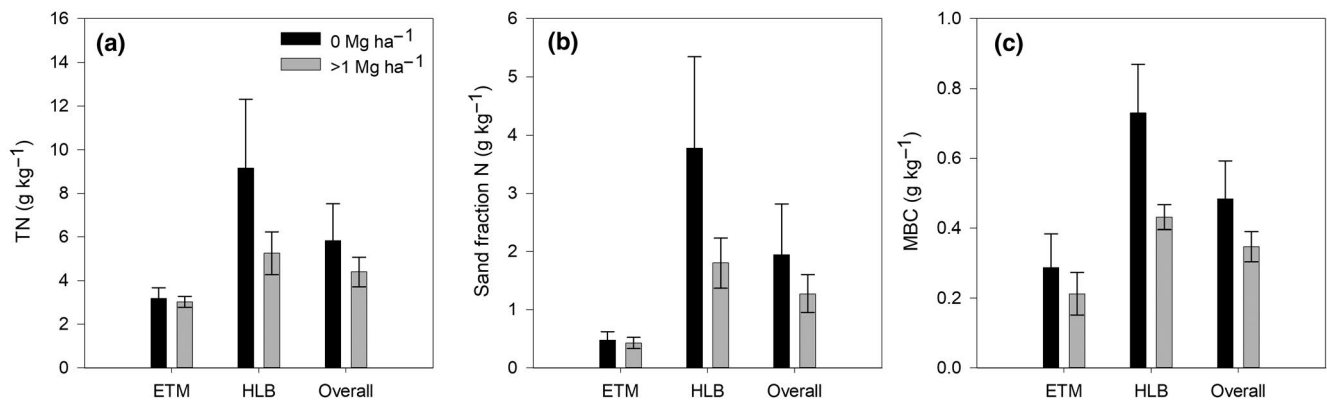 (a)
0 Mg ha⁻¹
>1 Mg ha⁻¹
TN (g kg⁻¹)
16
14
12
10
8
6
4
2
0
ETM HLB Overall
(b)
Sand fraction N (g kg⁻¹)
6
5
4
3
2
1
0
ETM HLB Overall
(c)
MBC (g kg⁻¹)
1.0
0.8
0.6
0.4
0.2
0.0
ETM HLB Overall